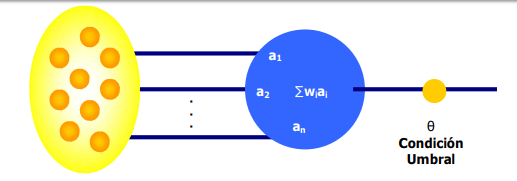 a1
a2 ∑wiai
an
θ
Condición
Umbral